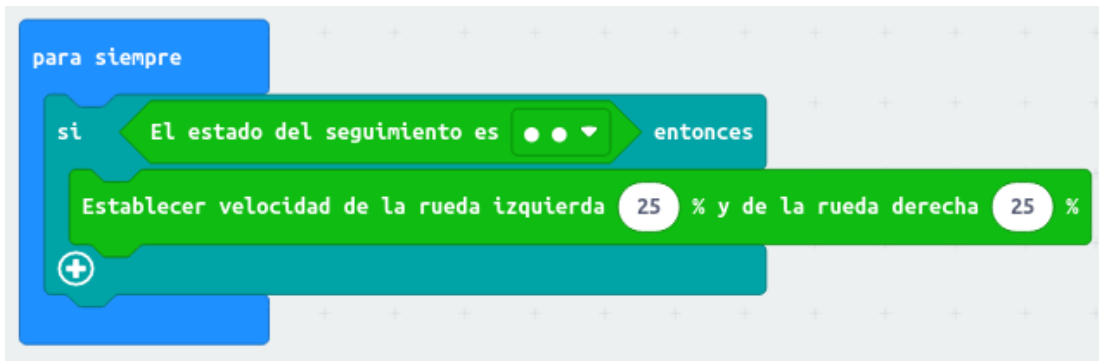 para siempre
si El estado del seguimiento es ● ● entonces
Establecer velocidad de la rueda izquierda 25 % y de la rueda derecha 25 %